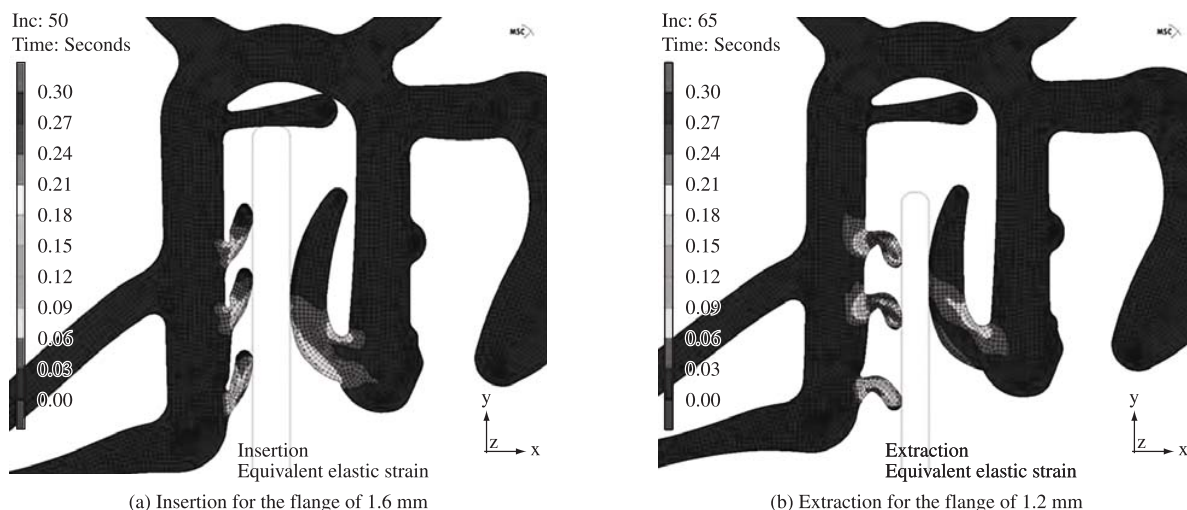 Inc: 50
Time: Seconds
MSC
0.30
0.27
0.24
0.21
0.18
0.15
0.12
0.09
0.06
0.03
0.00
y
z x
Insertion
Equivalent elastic strain
(a) Insertion for the flange of 1.6 mm
Inc: 65
Time: Seconds
MSC
0.30
0.27
0.24
0.21
0.18
0.15
0.12
0.09
0.06
0.03
0.00
y
z x
Extraction
Equivalent elastic strain
(b) Extraction for the flange of 1.2 mm